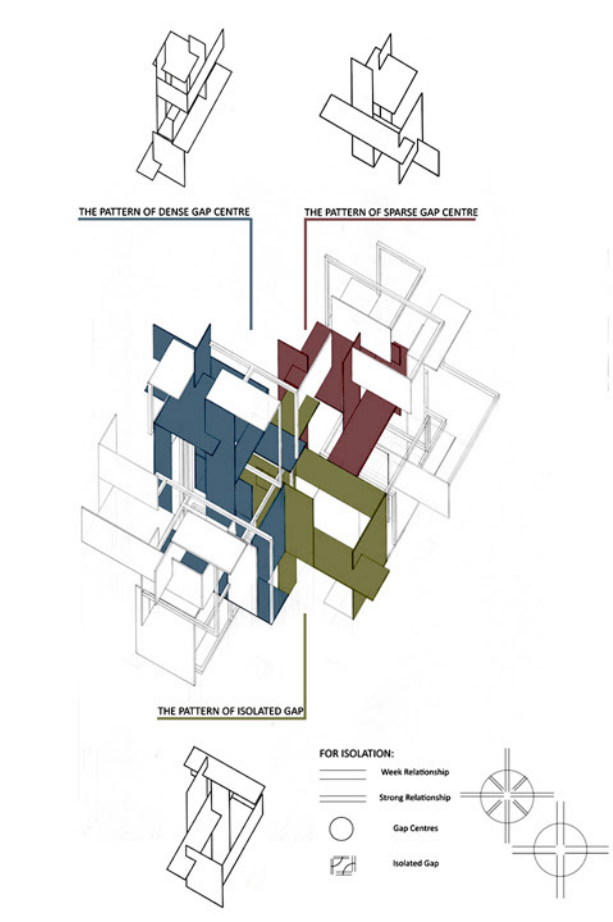 THE PATTERN OF DENSE GAP CENTRE
THE PATTERN OF SPARSE GAP CENTRE
THE PATTERN OF ISOLATED GAP
FOR ISOLATION:
Week Relationship
Strong Relationship
Gap Centres
Isolated Gap